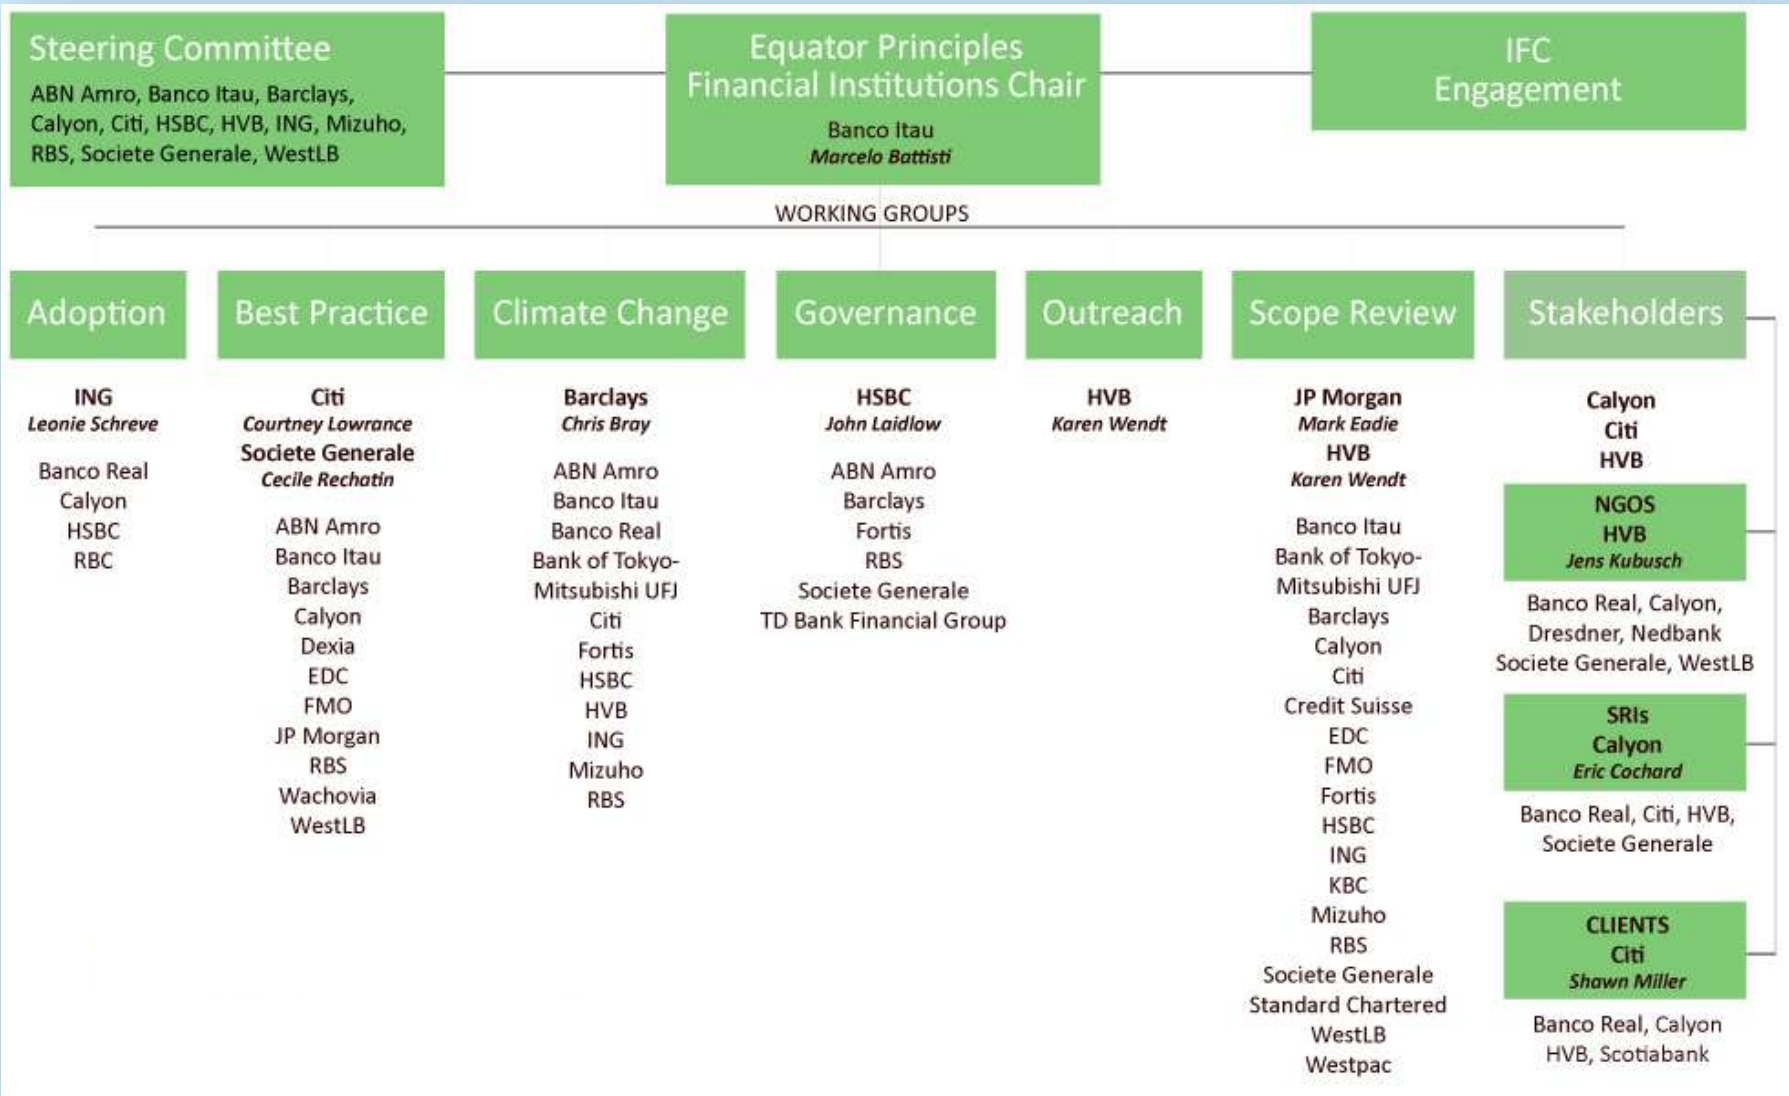 Steering Committee
ABN Amro, Banco Itau, Barclays,
Calyon, Citi, HSBC, HVB, ING, Mizuho,
RBS, Societe Generale, WestLB
Equator Principles
Financial Institutions Chair
Banco Itau
Marcelo Battisti
IFC
Engagement
WORKING GROUPS
Adoption
ING
Leonie Schreve
Banco Real
Calyon
HSBC
RBC
Best Practice
Citi
Courtney Lowrance
Societe Generale
Cecile Rechatin
ABN Amro
Banco Itau
Barclays
Calyon
Dexia
EDC
FMO
JP Morgan
RBS
Wachovia
WestLB
Climate Change
Barclays
Chris Bray
ABN Amro
Banco Itau
Banco Real
Bank of Tokyo-
Mitsubishi UFJ
Citi
Fortis
HSBC
HVB
ING
Mizuho
RBS
Governance
HSBC
John Laidlow
ABN Amro
Barclays
Fortis
RBS
Societe Generale
TD Bank Financial Group
Outreach
HVB
Karen Wendt
Scope Review
JP Morgan
Mark Eadie
HVB
Karen Wendt
Banco Itau
Bank of Tokyo-
Mitsubishi UFJ
Barclays
Calyon
Citi
Credit Suisse
EDC
FMO
Fortis
HSBC
ING
KBC
Mizuho
RBS
Societe Generale
Standard Chartered
WestLB
Westpac
Stakeholders
Calyon
Citi
HVB
NGOS
HVB
Jens Kubusch
Banco Real, Calyon,
Dresdner, Nedbank
Societe Generale, WestLB
SRIs
Calyon
Eric Cochard
Banco Real, Citi, HVB,
Societe Generale
CLIENTS
Citi
Shawn Miller
Banco Real, Calyon
HVB, Scotiabank